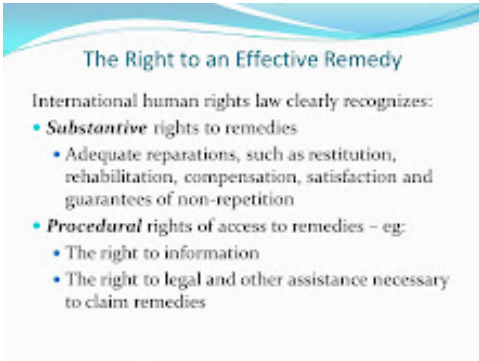 The Right to an Effective Remedy
International human rights law clearly recognizes:
• Substantive rights to remedies
• Adequate reparations, such as restitution,
rehabilitation, compensation, satisfaction and
guarantees of non-repetition
• Procedural rights of access to remedies – eg:
• The right to information
• The right to legal and other assistance necessary
to claim remedies